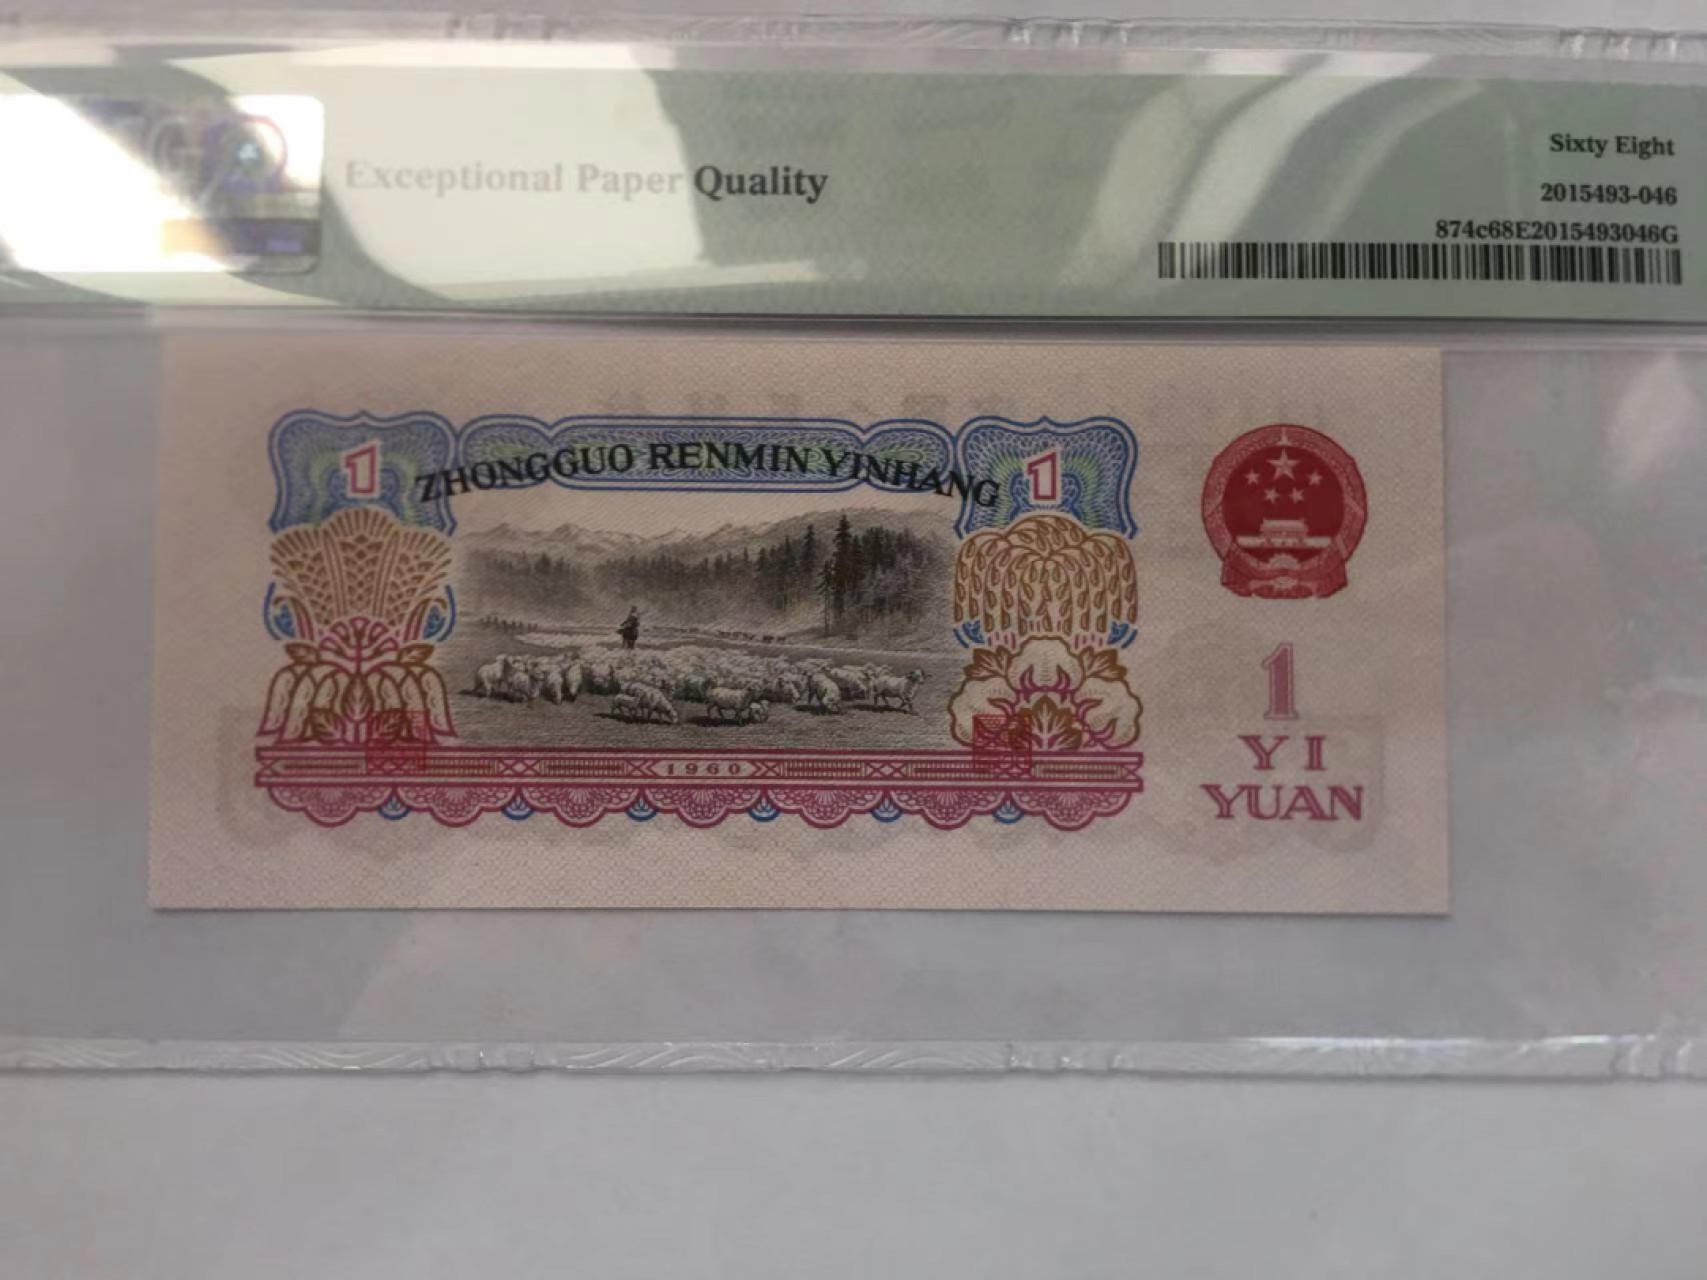 Exceptional Paper Quality
Sixty Eight
2015493-046
874c68E2015493046G
1
ZHONGGUO RENMIN YINHANG
1
1
YI
YUAN
1960